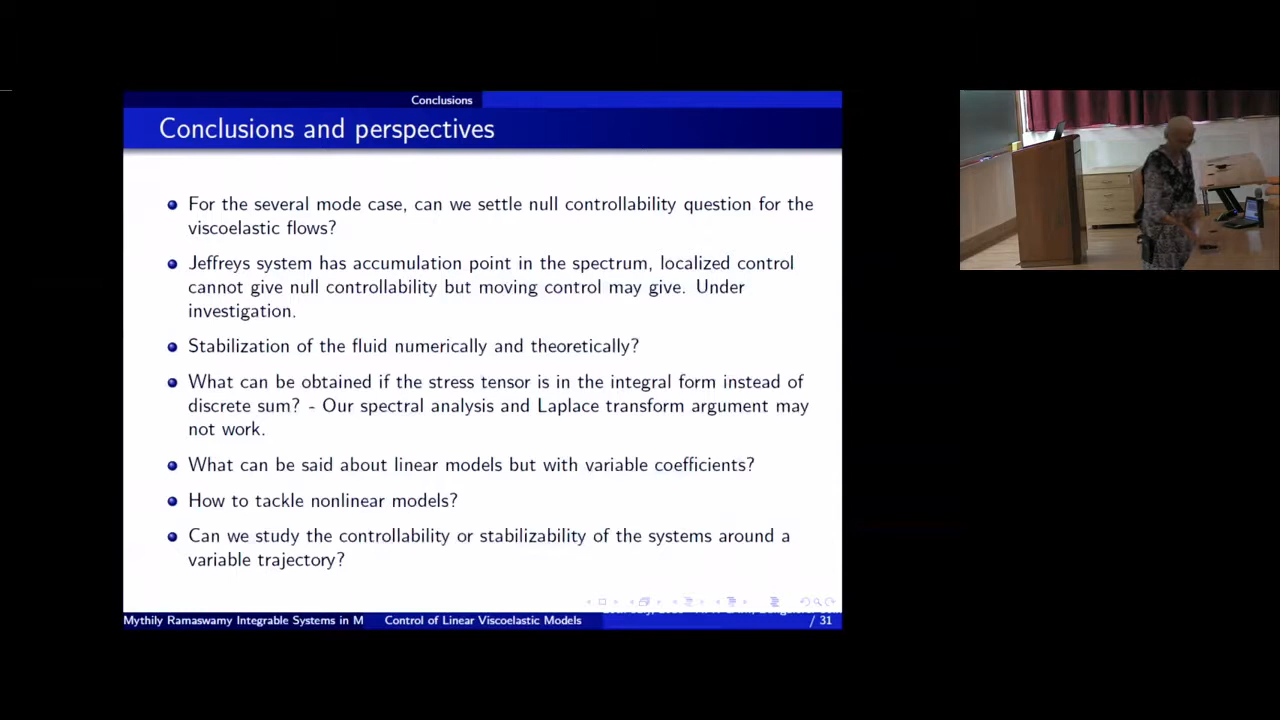 Conclusions
Conclusions and perspectives
For the several mode case, can we settle null controllability question for the
viscoelastic flows?
Jeffreys system has accumulation point in the spectrum, localized control
cannot give null controllability but moving control may give. Under
investigation.
Stabilization of the fluid numerically and theoretically?
What can be obtained if the stress tensor is in the integral form instead of
discrete sum? - Our spectral analysis and Laplace transform argument may
not work.
What can be said about linear models but with variable coefficients?
How to tackle nonlinear models?
Can we study the controllability or stabilizability of the systems around a
variable trajectory?
Mythily Ramaswamy Integrable Systems in M Control of Linear Viscoelastic Models / 31